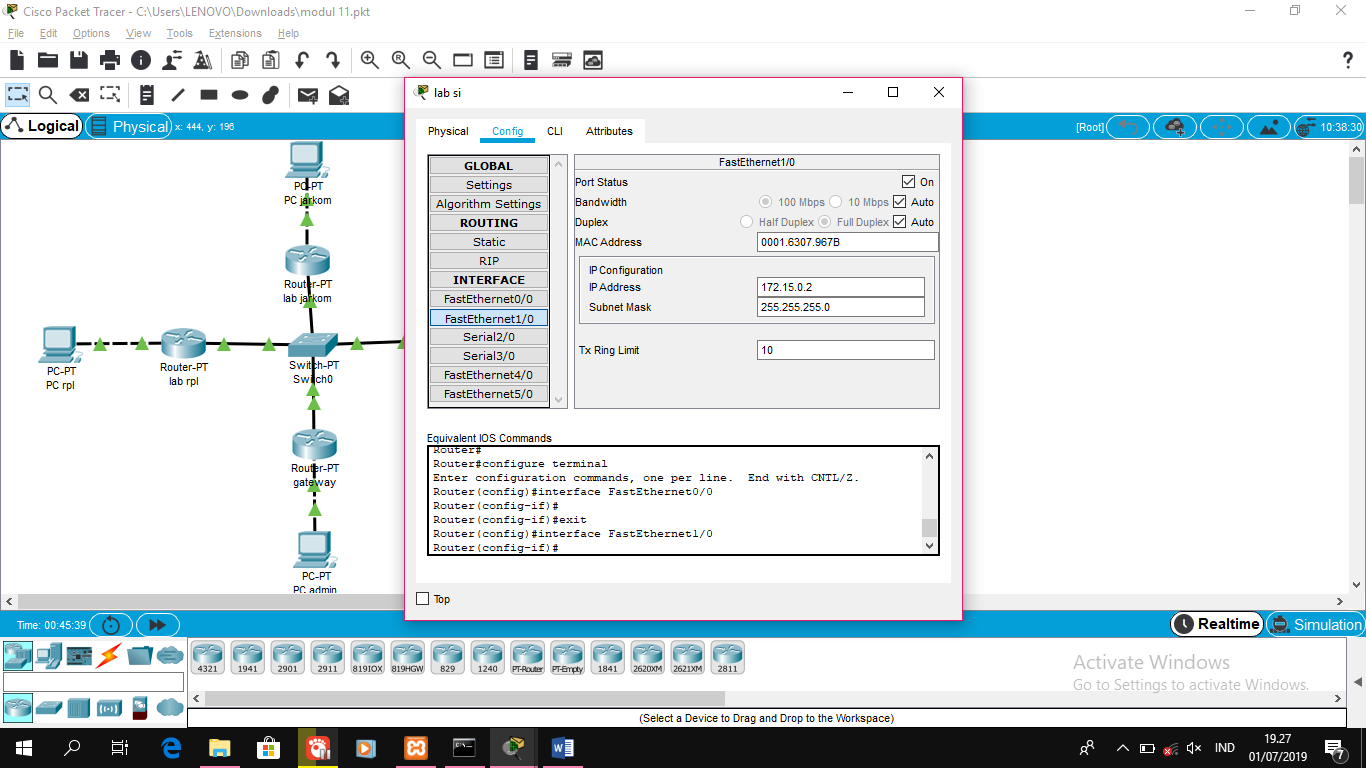 Cisco Packet Tracer - C:\Users\LENOVO\Downloads\modul 11.pkt
File Edit Options View Tools Extensions Help
Logical Physical x: 444, y: 196 [Root] 10:38:30
PC-PT
PC jarkom
Router-PT
lab jarkom
PC-PT
PC rpl
Router-PT
lab rpl
Switch-PT
Switch0
Router-PT
gateway
PC-PT
PC admin
lab si
Physical Config CLI Attributes
GLOBAL
Settings
Algorithm Settings
ROUTING
Static
RIP
INTERFACE
FastEthernet0/0
FastEthernet1/0
Serial2/0
Serial3/0
FastEthernet4/0
FastEthernet5/0
FastEthernet1/0
Port Status On
Bandwidth 100 Mbps 10 Mbps Auto
Duplex Half Duplex Full Duplex Auto
MAC Address 0001.6307.967B
IP Configuration
IP Address 172.15.0.2
Subnet Mask 255.255.255.0
Tx Ring Limit 10
Equivalent IOS Commands
Router#
Router#configure terminal
Enter configuration commands, one per line. End with CNTL/Z.
Router(config)#interface FastEthernet0/0
Router(config-if)#
Router(config-if)#exit
Router(config)#interface FastEthernet1/0
Router(config-if)#
Top
Time: 00:45:39 Realtime Simulation
4321 1941 2901 2911 819IOX 819HGW 829 1240 PT-Router PT-Empty 1841 2620XM 2621XM 2811
Activate Windows
Go to Settings to activate Windows.
(Select a Device to Drag and Drop to the Workspace)
IND
19.27
01/07/2019
7